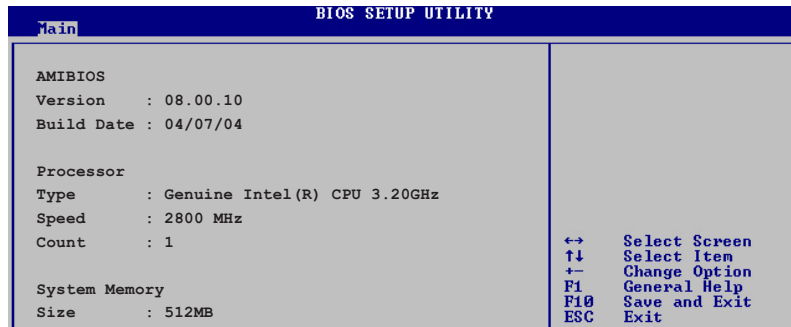 BIOS SETUP UTILITY
Main
AMIBIOS
Version : 08.00.10
Build Date : 04/07/04
Processor
Type : Genuine Intel(R) CPU 3.20GHz
Speed : 2800 MHz
Count : 1
System Memory
Size : 512MB
←→ Select Screen
↑↓ Select Item
+- Change Option
F1 General Help
F10 Save and Exit
ESC Exit